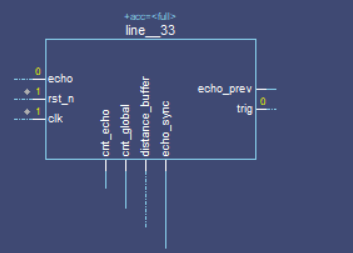 +acc=<full>
line__33
0
echo
1
rst_n
1
clk
echo_prev
0
trig
cnt_echo
cnt_global
distance_buffer
echo_sync